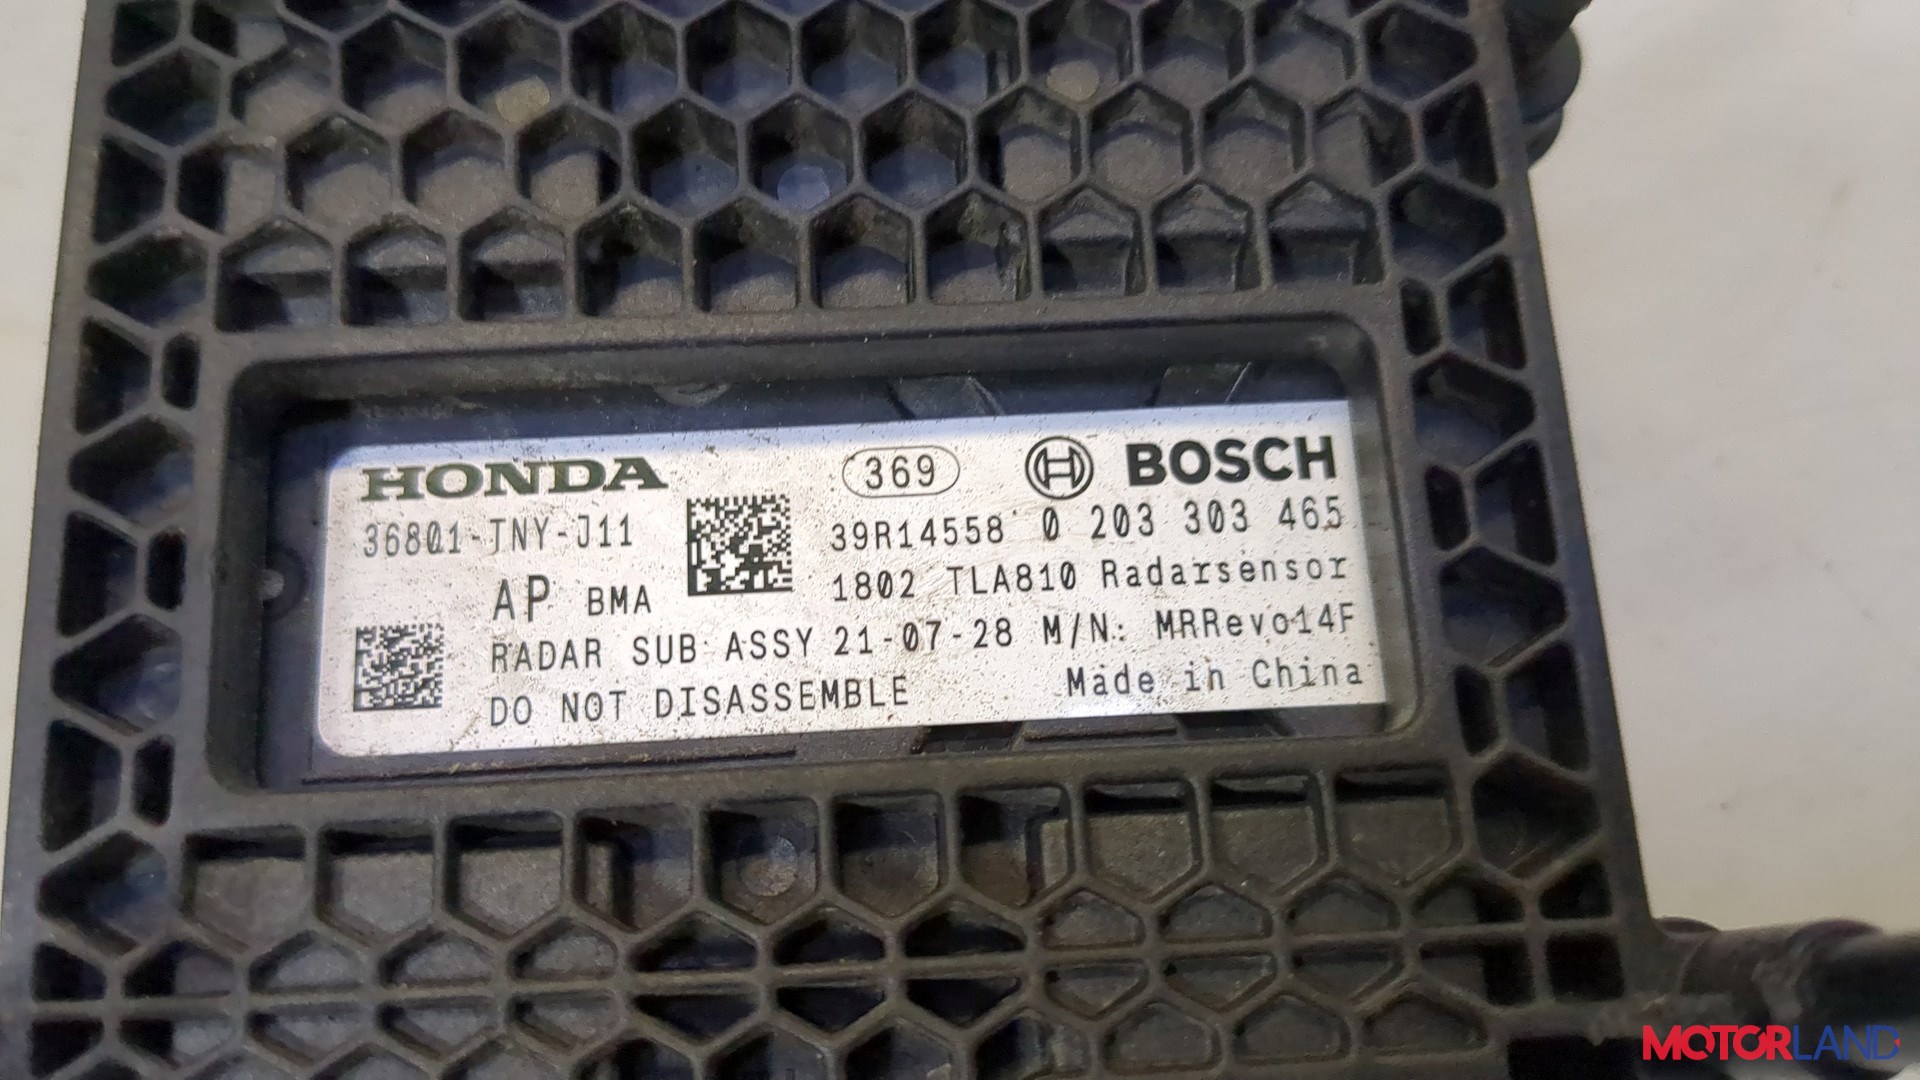 HONDA 369 BOSCH
36801-TNY-J11 39R14558 0 203 303 465
AP BMA 1802 TLA810 Radarsensor
RADAR SUB ASSY 21-07-28 M/N: MRRevo14F
DO NOT DISASSEMBLE Made in China
MOTORLAND